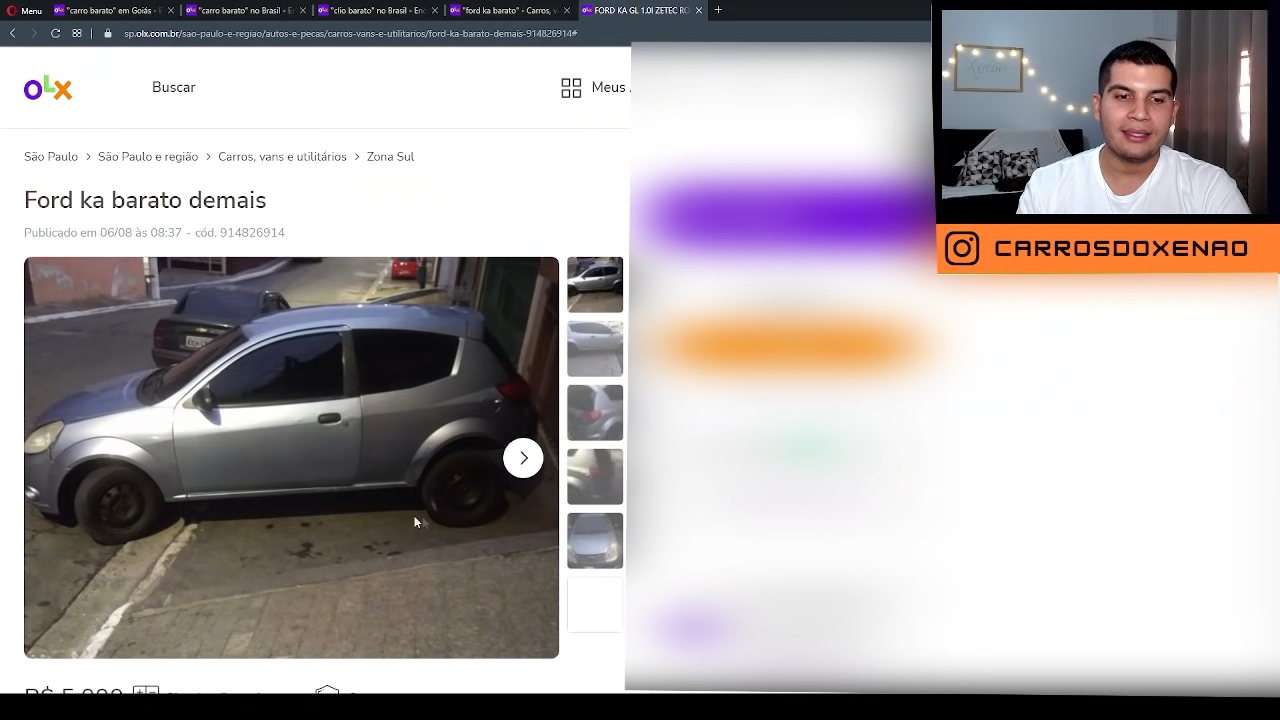 Menu
"carro barato" em Goiás -
"carro barato" no Brasil -
"clio barato" no Brasil -
"ford ka barato" - Carros, v
FORD KA GL 1.0I ZETEC RO
sp.olx.com.br/sao-paulo-e-regiao/autos-e-pecas/carros-vans-e-utilitarios/ford-ka-barato-demais-914826914#
olx
Buscar
Meus
São Paulo > São Paulo e região > Carros, vans e utilitários > Zona Sul
Ford ka barato demais
Publicado em 06/08 às 08:37 - cód. 914826914
CARROSDOXENAO